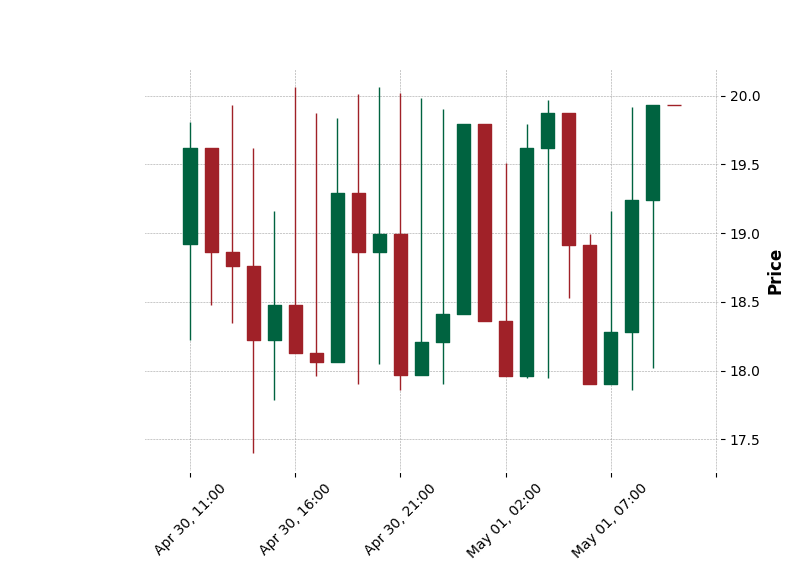 20.0
19.5
19.0
18.5
18.0
17.5
Price
Apr 30, 11:00
Apr 30, 16:00
Apr 30, 21:00
May 01, 02:00
May 01, 07:00